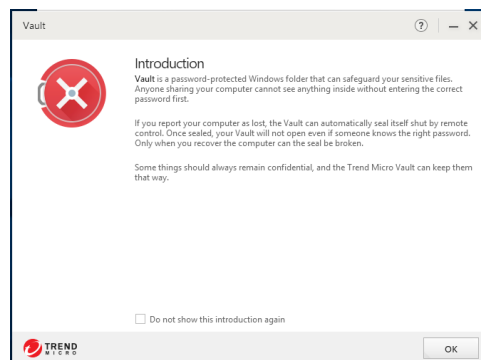 Vault
Introduction
Vault is a password-protected Windows folder that can safeguard your sensitive files.
Anyone sharing your computer cannot see anything inside without entering the correct
password first.
If you report your computer as lost, the Vault can automatically seal itself shut by remote
control. Once sealed, your Vault will not open even if someone knows the right password.
Only when you recover the computer can the seal be broken.
Some things should always remain confidential, and the Trend Micro Vault can keep them
that way.
Do not show this introduction again
TREND
MICRO
OK